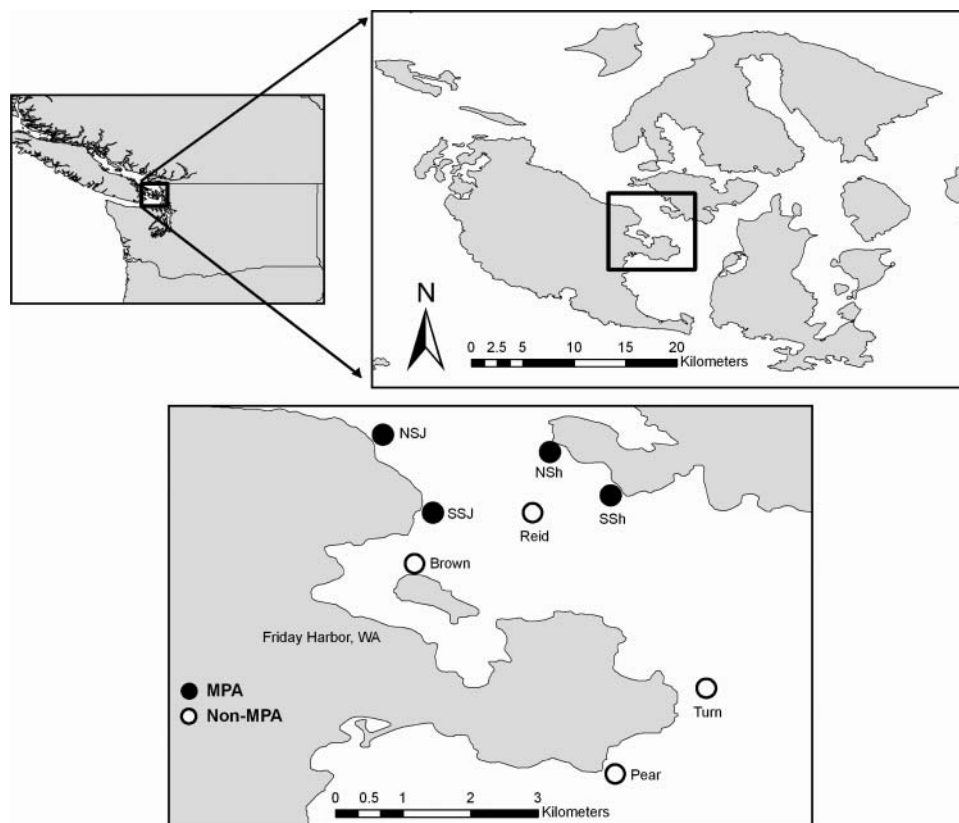 N
0 2.5 5 10 15 20
Kilometers
NSJ
NSh
SSJ
SSh
Reid
Brown
Friday Harbor, WA
MPA
Non-MPA
Turn
Pear
0 0.5 1 2 3
Kilometers